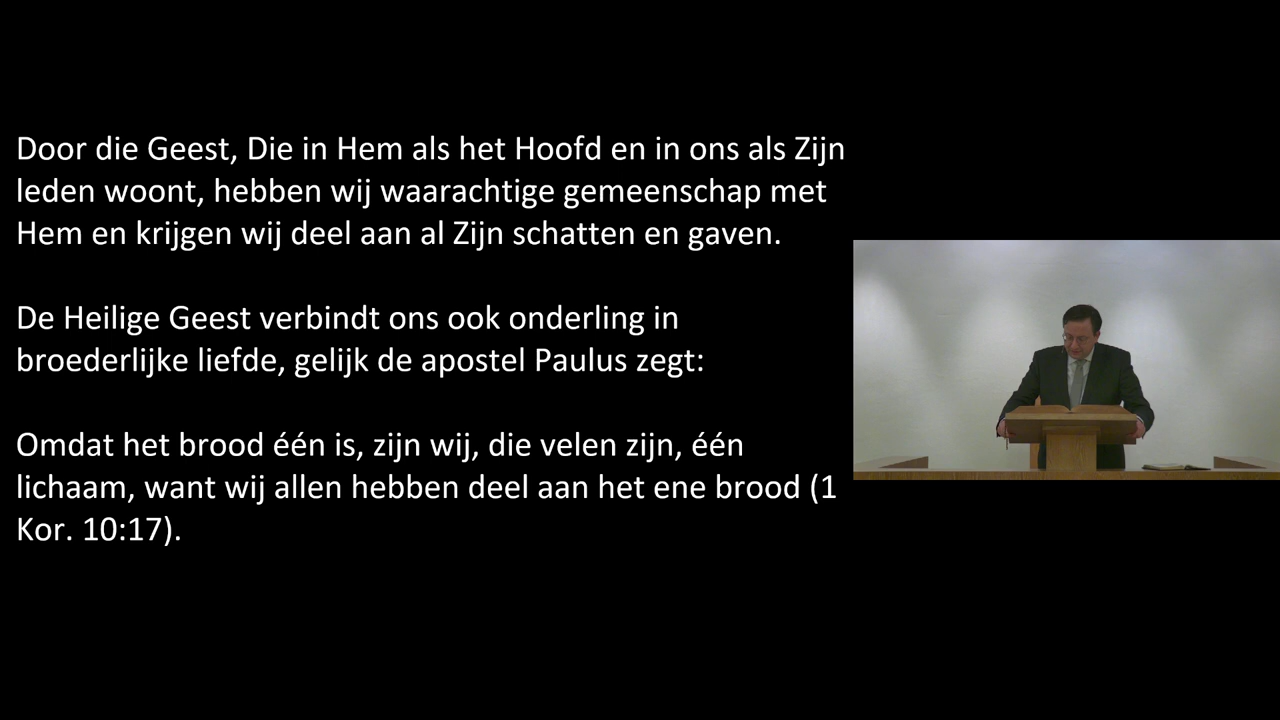 Door die Geest, Die in Hem als het Hoofd en in ons als Zijn
leden woont, hebben wij waarachtige gemeenschap met
Hem en krijgen wij deel aan al Zijn schatten en gaven.
De Heilige Geest verbindt ons ook onderling in
broederlijke liefde, gelijk de apostel Paulus zegt:
Omdat het brood één is, zijn wij, die velen zijn, één
lichaam, want wij allen hebben deel aan het ene brood (1
Kor. 10:17).